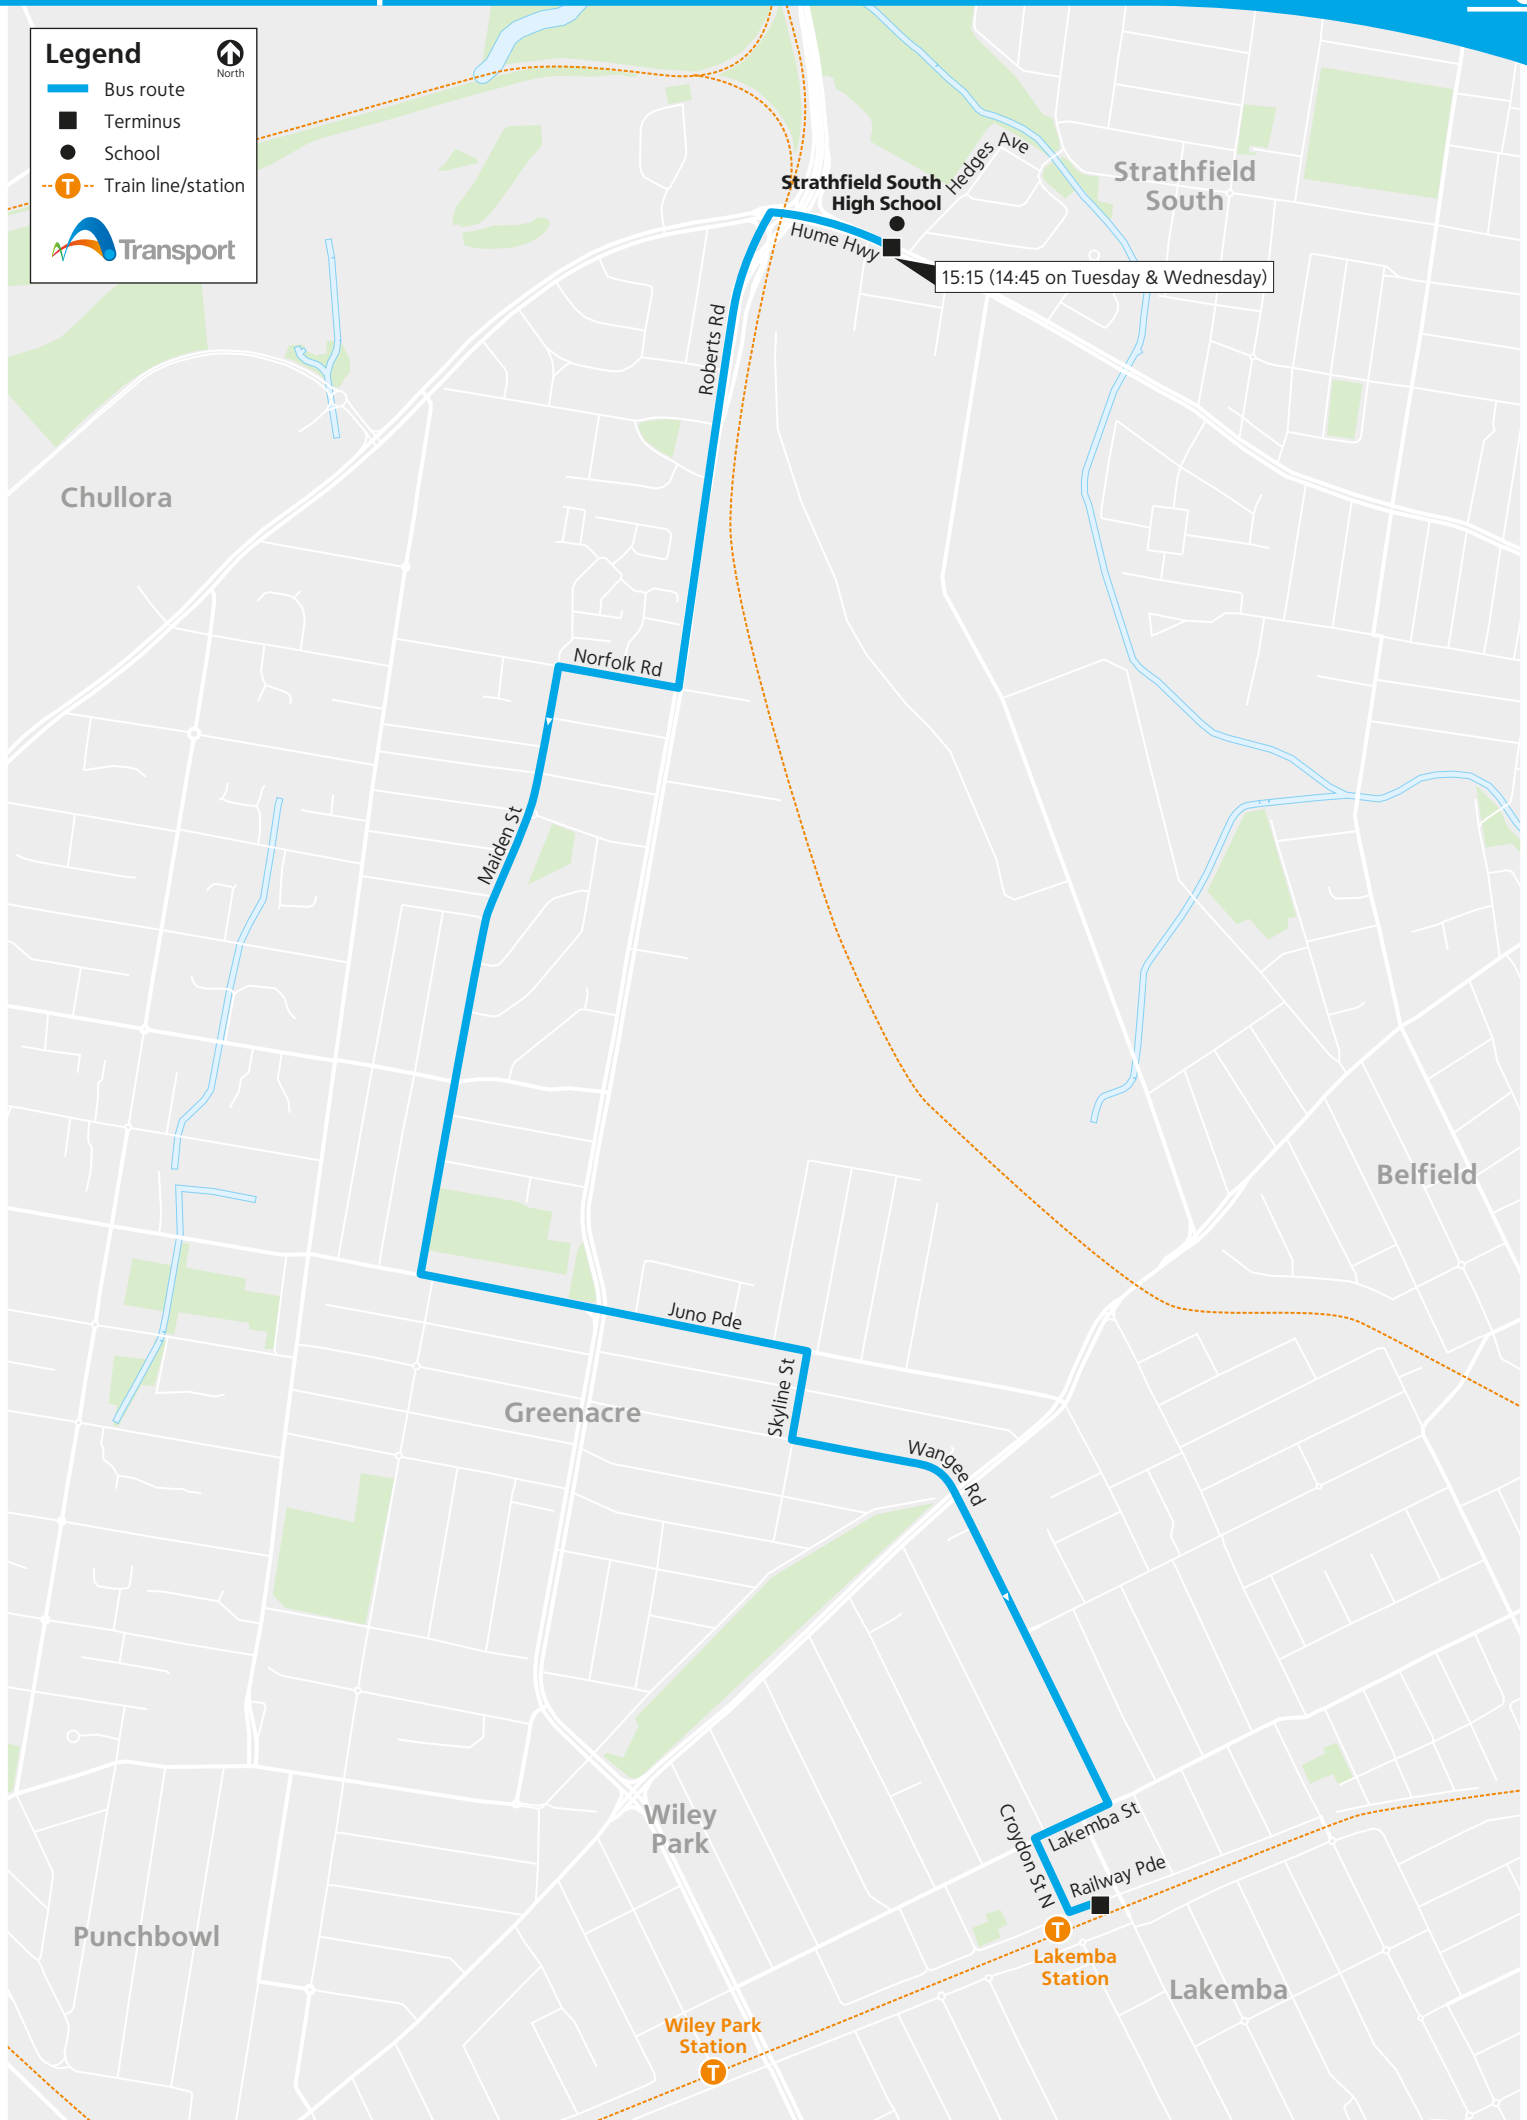 Legend
North
Bus route
Terminus
School
T
Train line/station
Transport
Hedges Ave
Strathfield
South
Strathfield South
High School
Hume Hwy
15:15 (14:45 on Tuesday & Wednesday)
Roberts Rd
Chullora
Norfolk Rd
Maiden St
Belfield
Juno Pde
Skyline St
Greenacre
Wangee Rd
Wiley
Park
Croydon St N
Lakemba St
Railway Pde
Punchbowl
T
Lakemba
Station
Lakemba
Wiley Park
Station
T